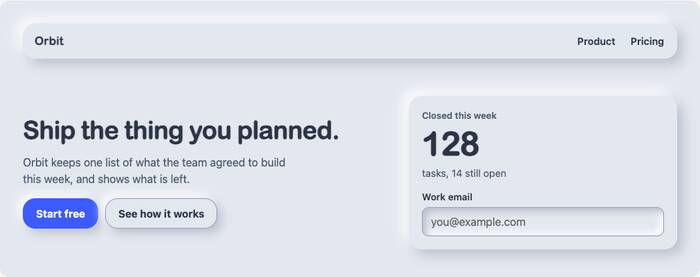 Orbit
Product
Pricing
Ship the thing you planned.
Orbit keeps one list of what the team agreed to build
this week, and shows what is left.
Start free
See how it works
Closed this week
128
tasks, 14 still open
Work email
you@example.com